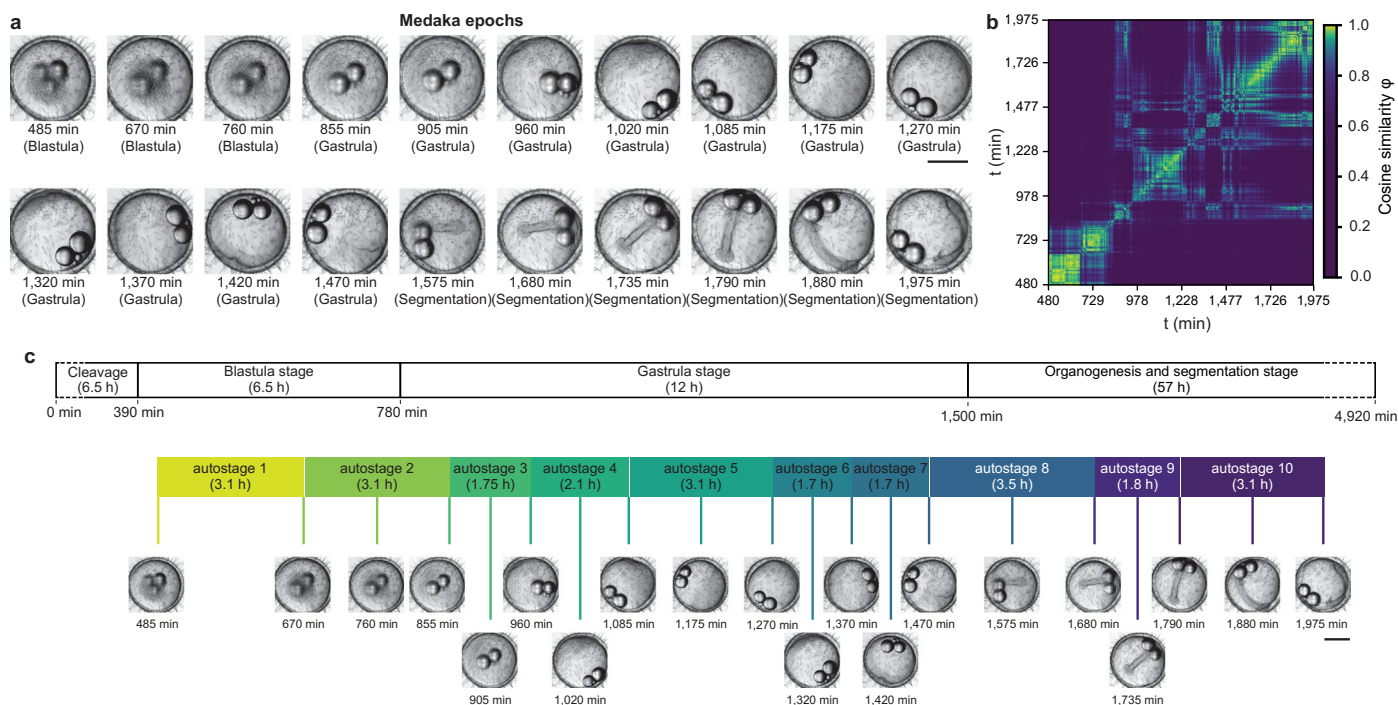 a
Medaka epochs
485 min 670 min 760 min 855 min 905 min 960 min 1,020 min 1,085 min 1,175 min 1,270 min
(Blastula) (Blastula) (Blastula) (Gastrula) (Gastrula) (Gastrula) (Gastrula) (Gastrula) (Gastrula) (Gastrula)
1,320 min 1,370 min 1,420 min 1,470 min 1,575 min 1,680 min 1,735 min 1,790 min 1,880 min 1,975 min
(Gastrula) (Gastrula) (Gastrula) (Gastrula) (Segmentation) (Segmentation) (Segmentation) (Segmentation) (Segmentation) (Segmentation)
b
t (min)
1,975
1,726
1,477
1,228
978
729
480
480 729 978 1,228 1,477 1,726 1,975
t (min)
1.0
0.8
0.6
0.4
0.2
0.0
Cosine similarity φ
c
Cleavage Blastula stage Gastrula stage Organogenesis and segmentation stage
(6.5 h) (6.5 h) (12 h) (57 h)
0 min 390 min 780 min 1,500 min 4,920 min
autostage 1 autostage 2 autostage 3 autostage 4 autostage 5 autostage 6 autostage 7 autostage 8 autostage 9 autostage 10
(3.1 h) (3.1 h) (1.75 h) (2.1 h) (3.1 h) (1.7 h) (1.7 h) (3.5 h) (1.8 h) (3.1 h)
485 min 670 min 760 min 855 min 960 min 1,085 min 1,175 min 1,270 min 1,370 min 1,470 min 1,575 min 1,680 min 1,790 min 1,880 min 1,975 min
905 min 1,020 min 1,320 min 1,420 min 1,735 min